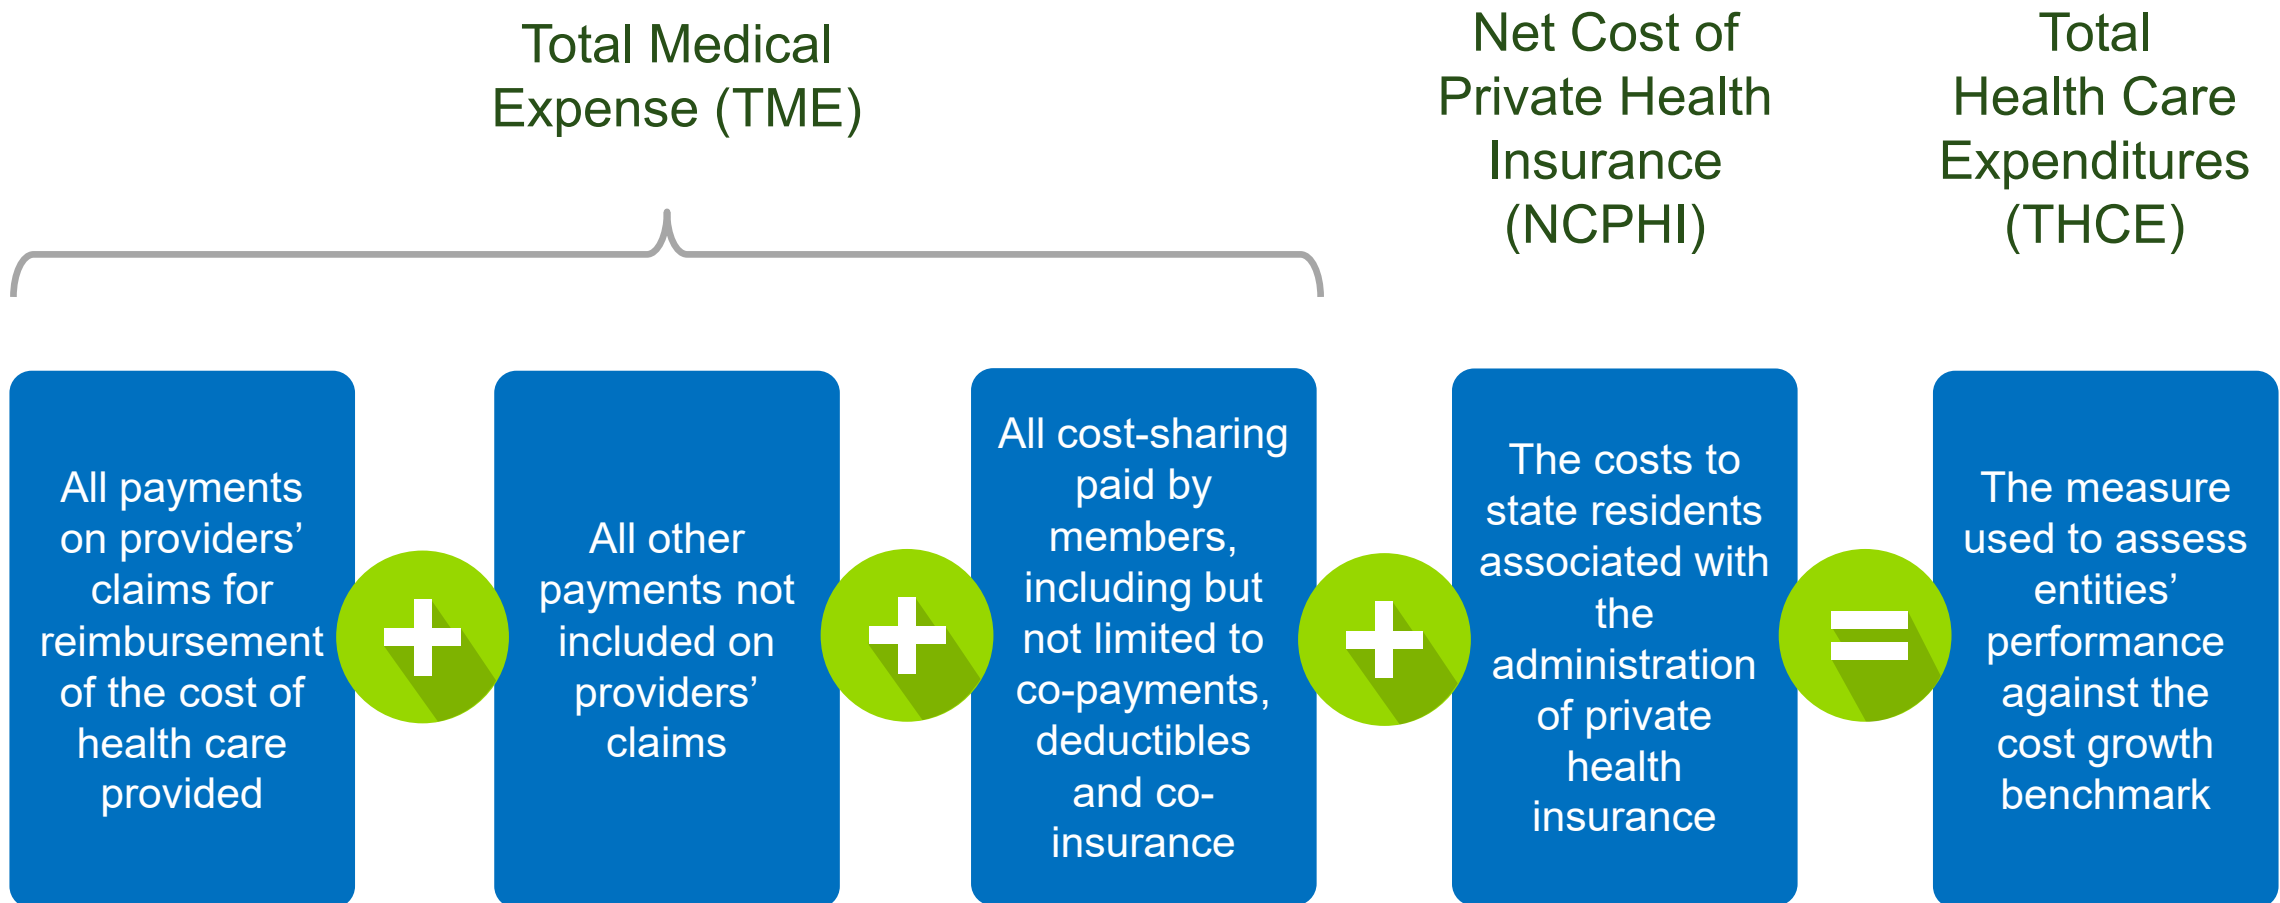 Total Medical
Expense (TME)
Net Cost of
Private Health
Insurance
(NCPHI)
Total
Health Care
Expenditures
(THCE)
All payments
on providers’
claims for
reimbursement
of the cost of
health care
provided
+
All other
payments not
included on
providers’
claims
+
All cost-sharing
paid by
members,
including but
not limited to
co-payments,
deductibles
and co-
insurance
+
The costs to
state residents
associated with
the
administration
of private
health
insurance
=
The measure
used to assess
entities’
performance
against the
cost growth
benchmark